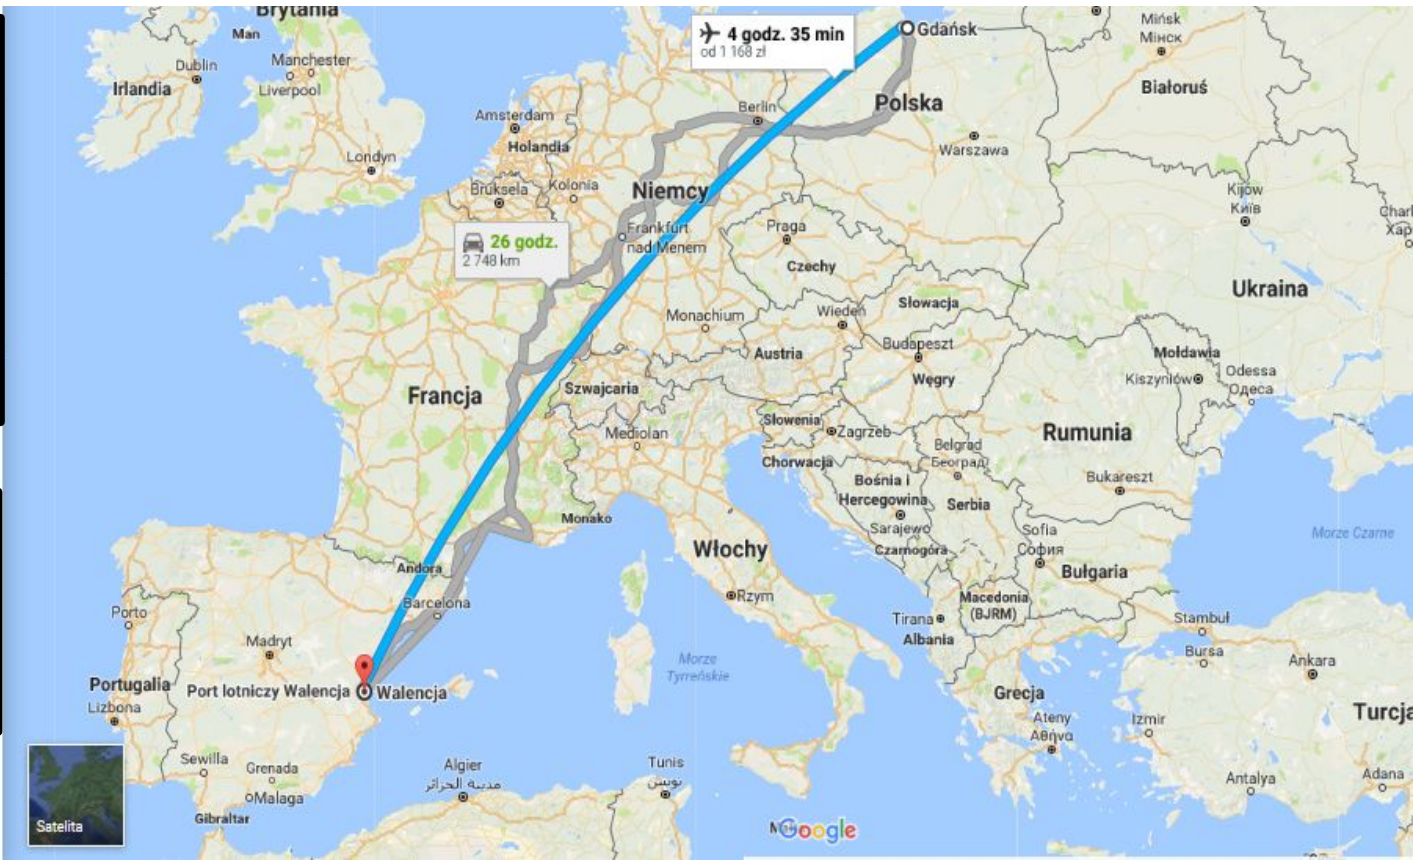 Brytania
Man
4 godz. 35 min
od 1 168 zł
Gdańsk
Mińsk
Мінск
Dublin
Manchester
Irlandia
Liverpool
Białoruś
Berlin
Polska
Amsterdam
Holandia
Warszawa
Londyn
Bruksela
Kolonia
Niemcy
Kijów
Київ
Praga
Frankfurt
nad Menem
26 godz.
2 748 km
Czechy
Ukraina
Słowacja
Monachium
Wiedeń
Budapeszt
Austria
Mołdawia
Kiszyniów
Odessa
Одеса
Węgry
Francja
Szwajcaria
Słowenia
Zagrzeb
Mediolan
Rumunia
Belgrad
Београд
Chorwacja
Bośnia i
Hercegowina
Bukareszt
Serbia
Monako
Sarajewo
Sofia
София
Morze Czarne
Włochy
Czarnogóra
Bułgaria
Andora
Macedonia
(BJRM)
Barcelona
Rzym
Porto
Tirana
Stambuł
Albania
Madryt
Bursa
Ankara
Morze
Tyrreńskie
Portugalia
Port lotniczy Walencja
Walencja
Grecja
Lizbona
Turcja
Ateny
Αθήνα
Izmir
Sewilla
Grenada
Algier
مدينة الجزائر
Tunis
تونس
Antalya
Adana
Malaga
Gibraltar
Satelita
Google